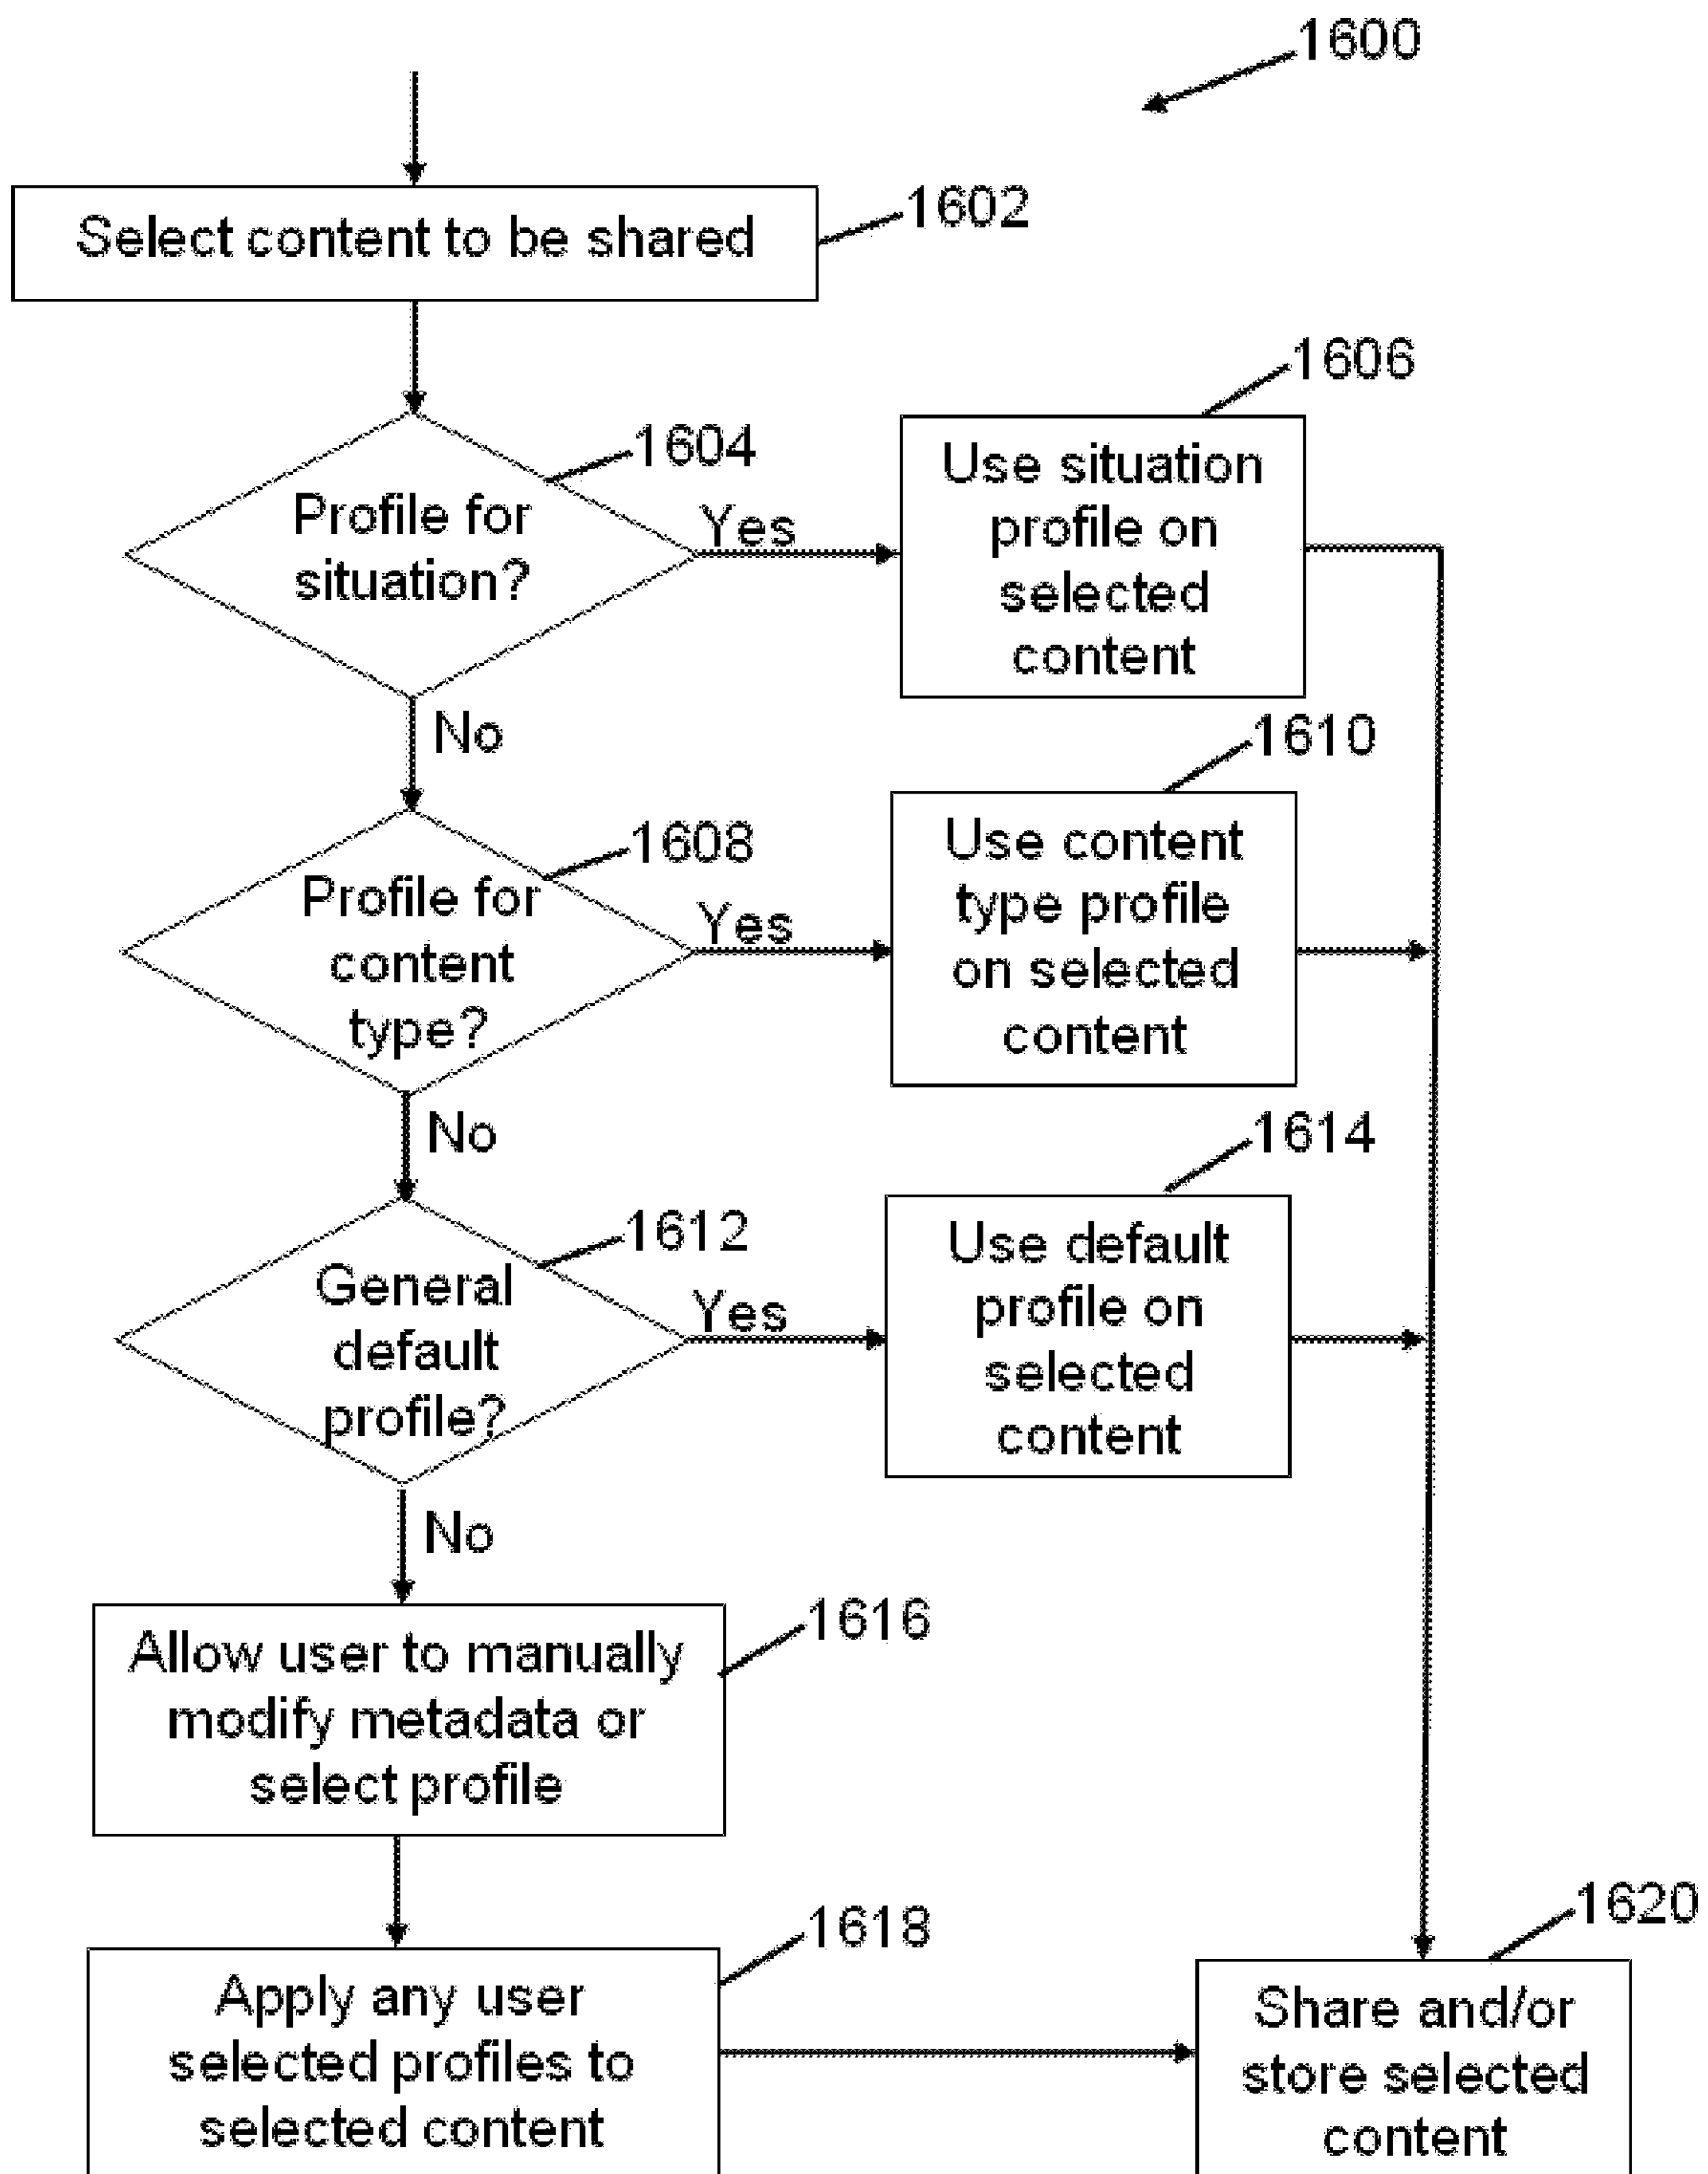 1600
Select content to be shared
1602
Profile for
situation?
1604
Yes
Use situation
profile on
selected
content
1606
No
Profile for
content
type?
1608
Yes
Use content
type profile
on selected
content
1610
No
General
default
profile?
1612
Yes
Use default
profile on
selected
content
1614
No
Allow user to manually
modify metadata or
select profile
1616
Apply any user
selected profiles to
selected content
1618
Share and/or
store selected
content
1620